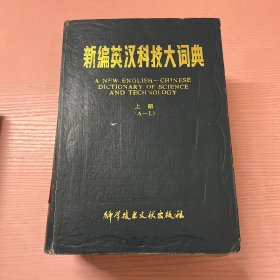 新编英汉科技大词典
A NEW ENGLISH-CHINESE
DICTIONARY OF SCIENCE
AND TECHNOLOGY
上册
(A—L)
科学技术文献出版社